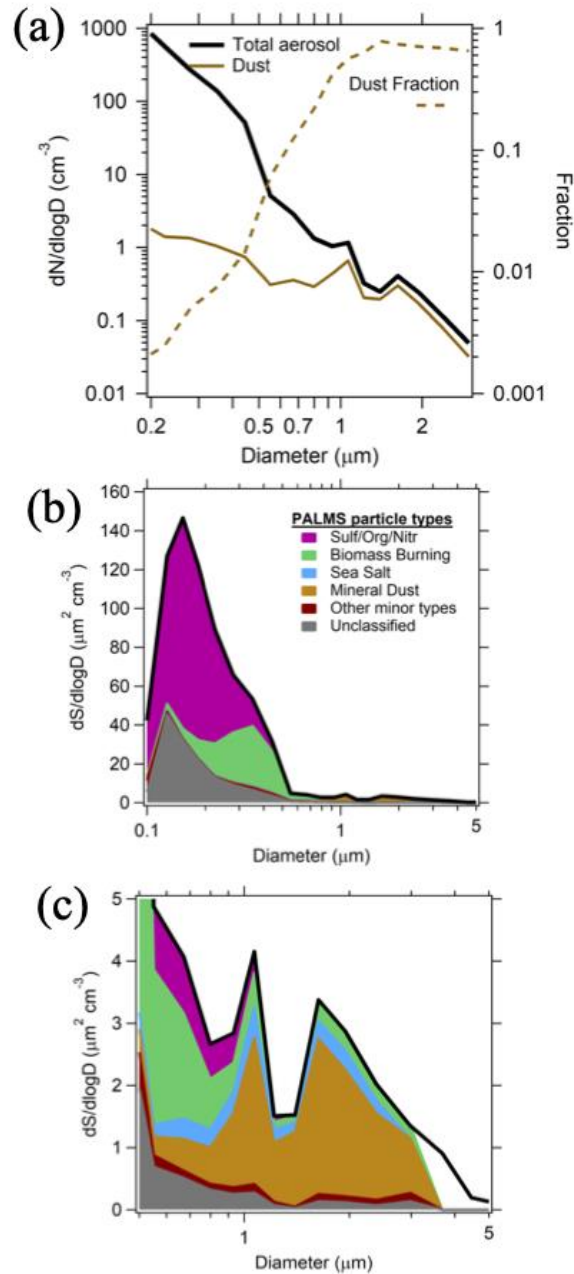 (a)
1000
100
10
1
0.1
0.01
dN/dlogD (cm⁻³)
Total aerosol
Dust
Dust Fraction
1
0.1
0.01
0.001
Fraction
0.2
0.5
0.7
1
2
Diameter (μm)
(b)
160
140
120
100
80
60
40
20
0
dS/dlogD (μm² cm⁻³)
PALMS particle types
Sulf/Org/Nitr
Biomass Burning
Sea Salt
Mineral Dust
Other minor types
Unclassified
0.1
1
5
Diameter (μm)
(c)
5
4
3
2
1
0
dS/dlogD (μm² cm⁻³)
1
5
Diameter (μm)